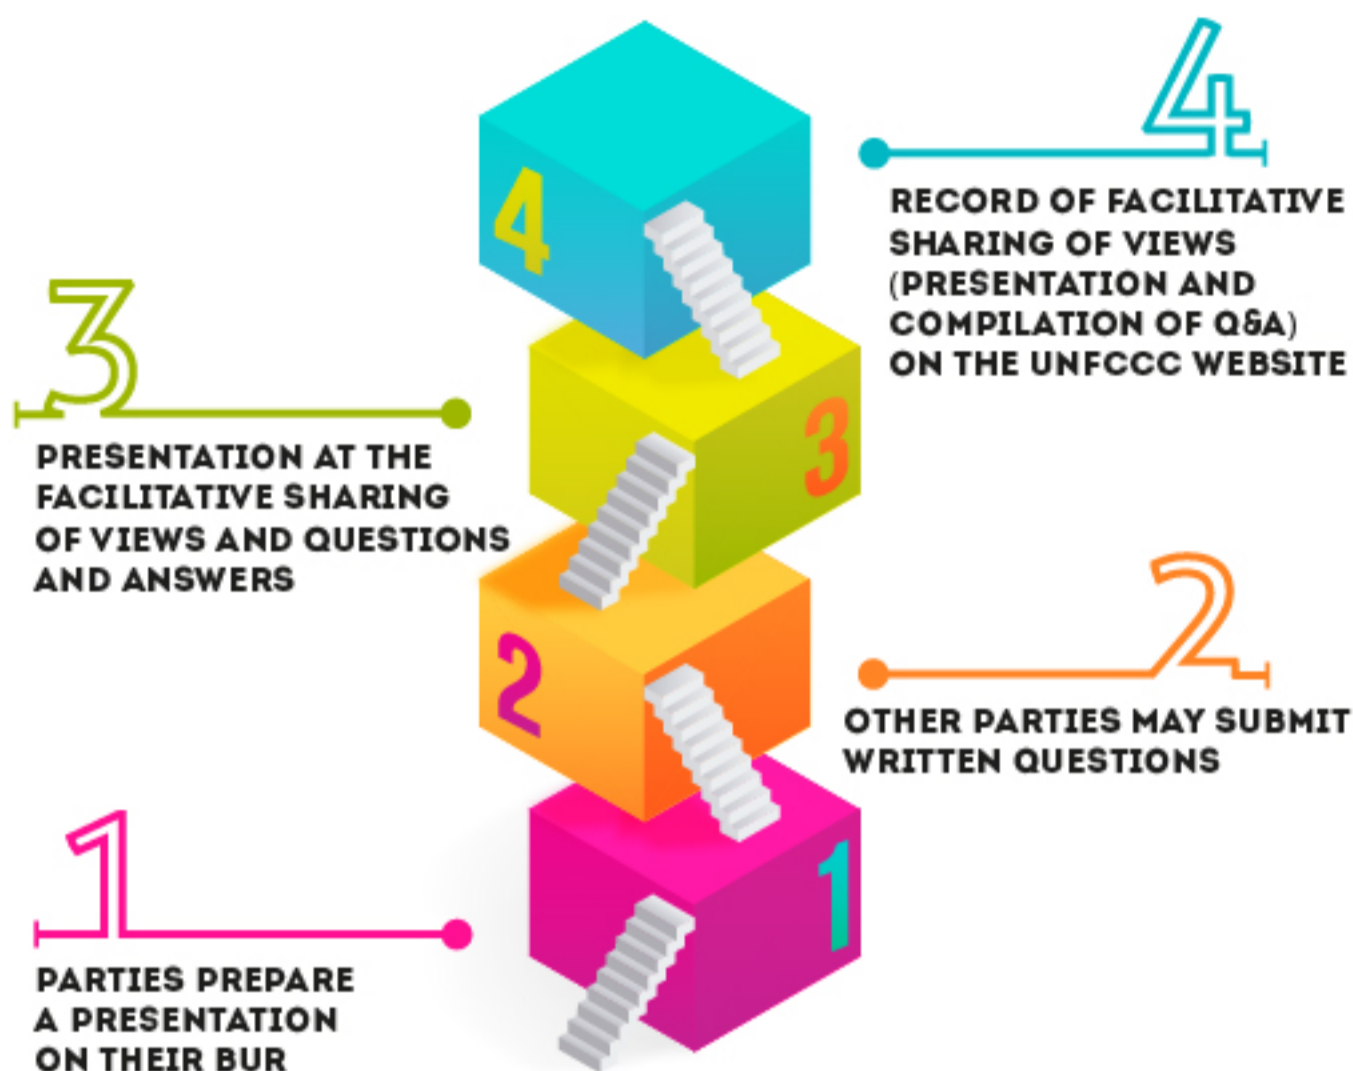 4
RECORD OF FACILITATIVE
SHARING OF VIEWS
(PRESENTATION AND
COMPILATION OF Q&A)
ON THE UNFCCC WEBSITE
4
3
PRESENTATION AT THE
FACILITATIVE SHARING
OF VIEWS AND QUESTIONS
AND ANSWERS
3
2
OTHER PARTIES MAY SUBMIT
WRITTEN QUESTIONS
2
1
PARTIES PREPARE
A PRESENTATION
ON THEIR BUR
1